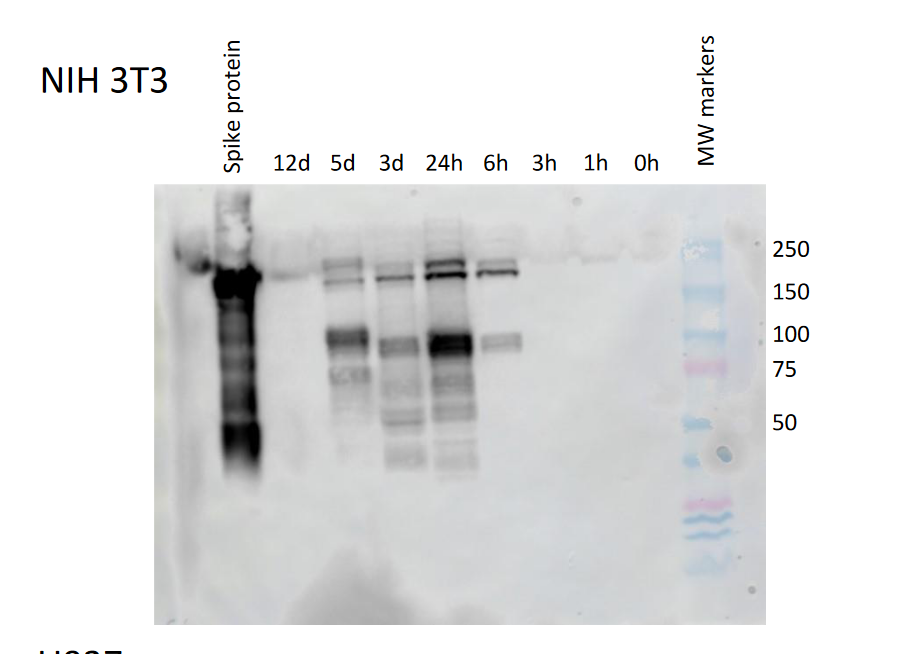 NIH 3T3
Spike protein
12d 5d 3d 24h 6h 3h 1h 0h
MW markers
250
150
100
75
50